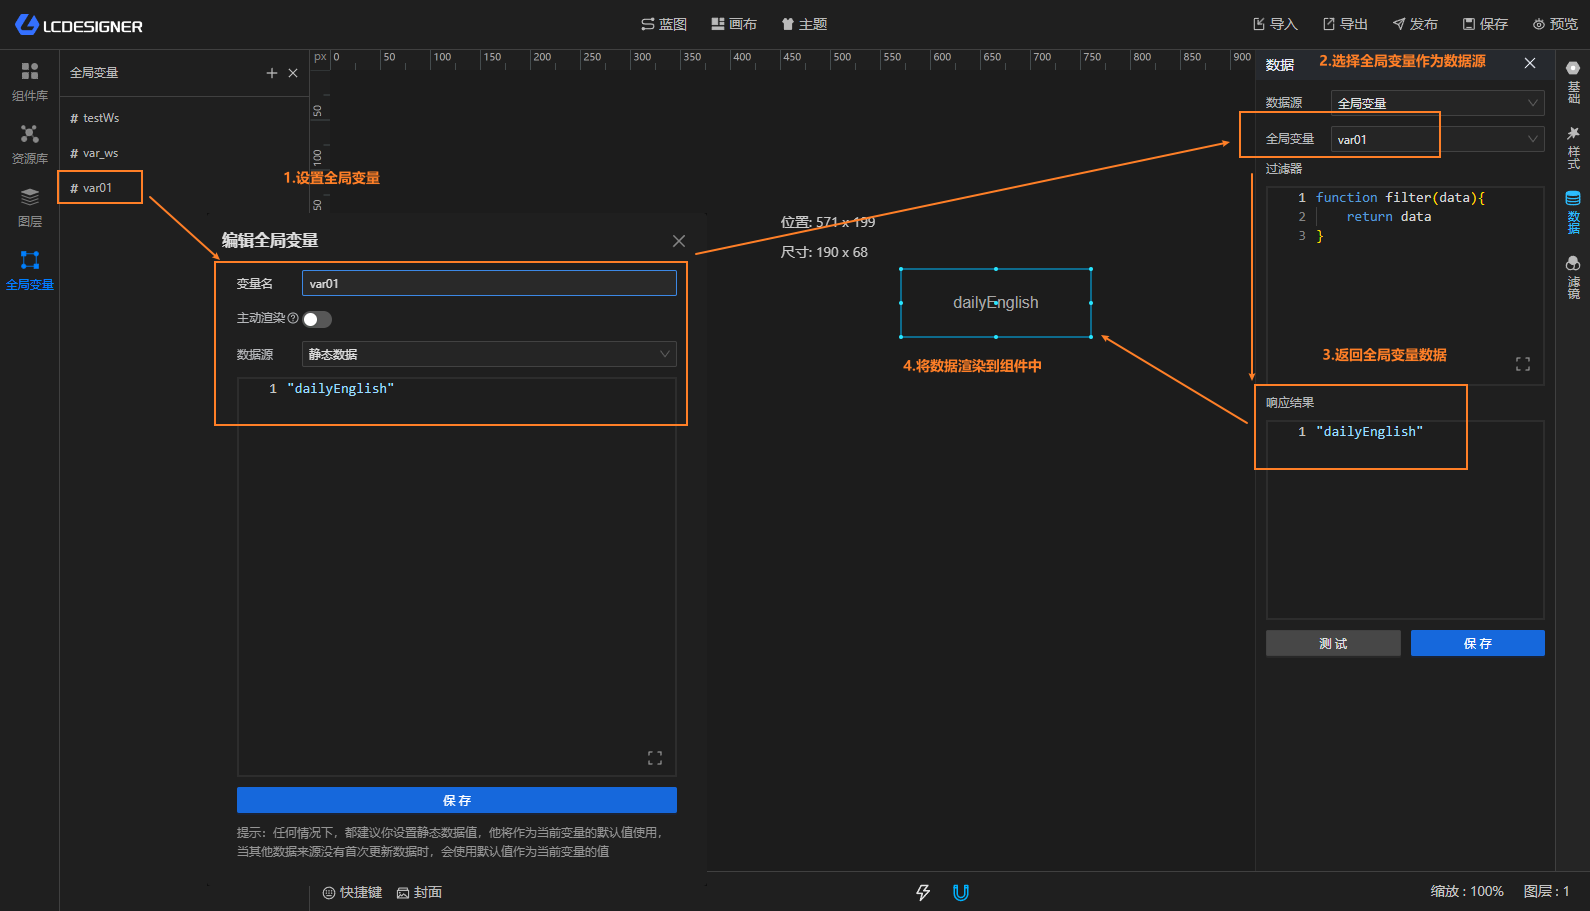 LCDESIGNER
蓝图 画布 主题
导入 导出 发布 保存 预览
组件库
资源库
图层
全局变量
全局变量
# testWs
# var_ws
# var01
px 0 50 100 150 200 250 300 350 400 450 500 550 600 650 700 750 800 850 900
50
100
50
1.设置全局变量
编辑全局变量
变量名 var01
主动渲染
数据源 静态数据
1 "dailyEnglish"
保 存
提示：任何情况下，都建议你设置静态数据值，他将作为当前变量的默认值使用，
当其他数据来源没有首次更新数据时，会使用默认值作为当前变量的值
位置: 571 x 199
尺寸: 190 x 68
dailyEnglish
4.将数据渲染到组件中
数据 2.选择全局变量作为数据源
数据源 全局变量
全局变量 var01
过滤器
1 function filter(data){
2 return data
3 }
3.返回全局变量数据
响应结果
1 "dailyEnglish"
测 试 保 存
基础
样式
数据
滤镜
快捷键 封面
缩放 : 100% 图层 : 1